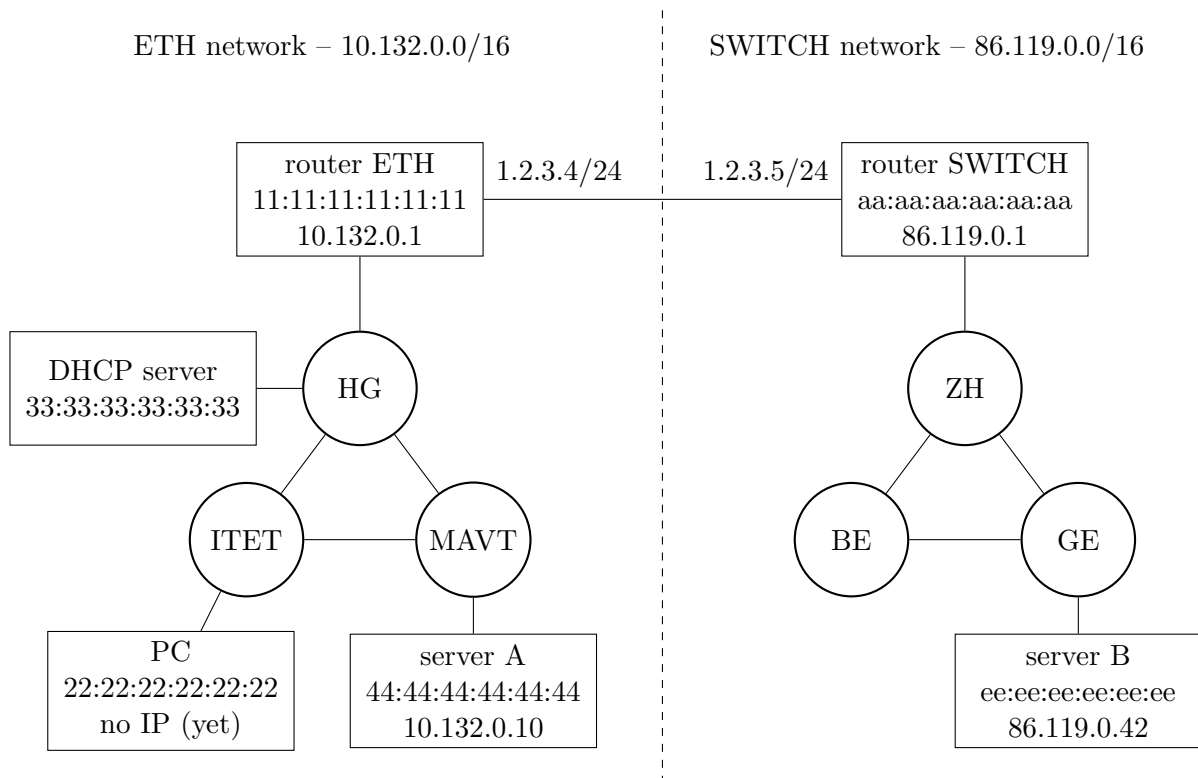 ETH network – 10.132.0.0/16
SWITCH network – 86.119.0.0/16
router ETH
11:11:11:11:11:11
10.132.0.1
1.2.3.4/24
1.2.3.5/24
router SWITCH
aa:aa:aa:aa:aa:aa
86.119.0.1
DHCP server
33:33:33:33:33:33
HG
ZH
ITET
MAVT
BE
GE
PC
22:22:22:22:22:22
no IP (yet)
server A
44:44:44:44:44:44
10.132.0.10
server B
ee:ee:ee:ee:ee:ee
86.119.0.42